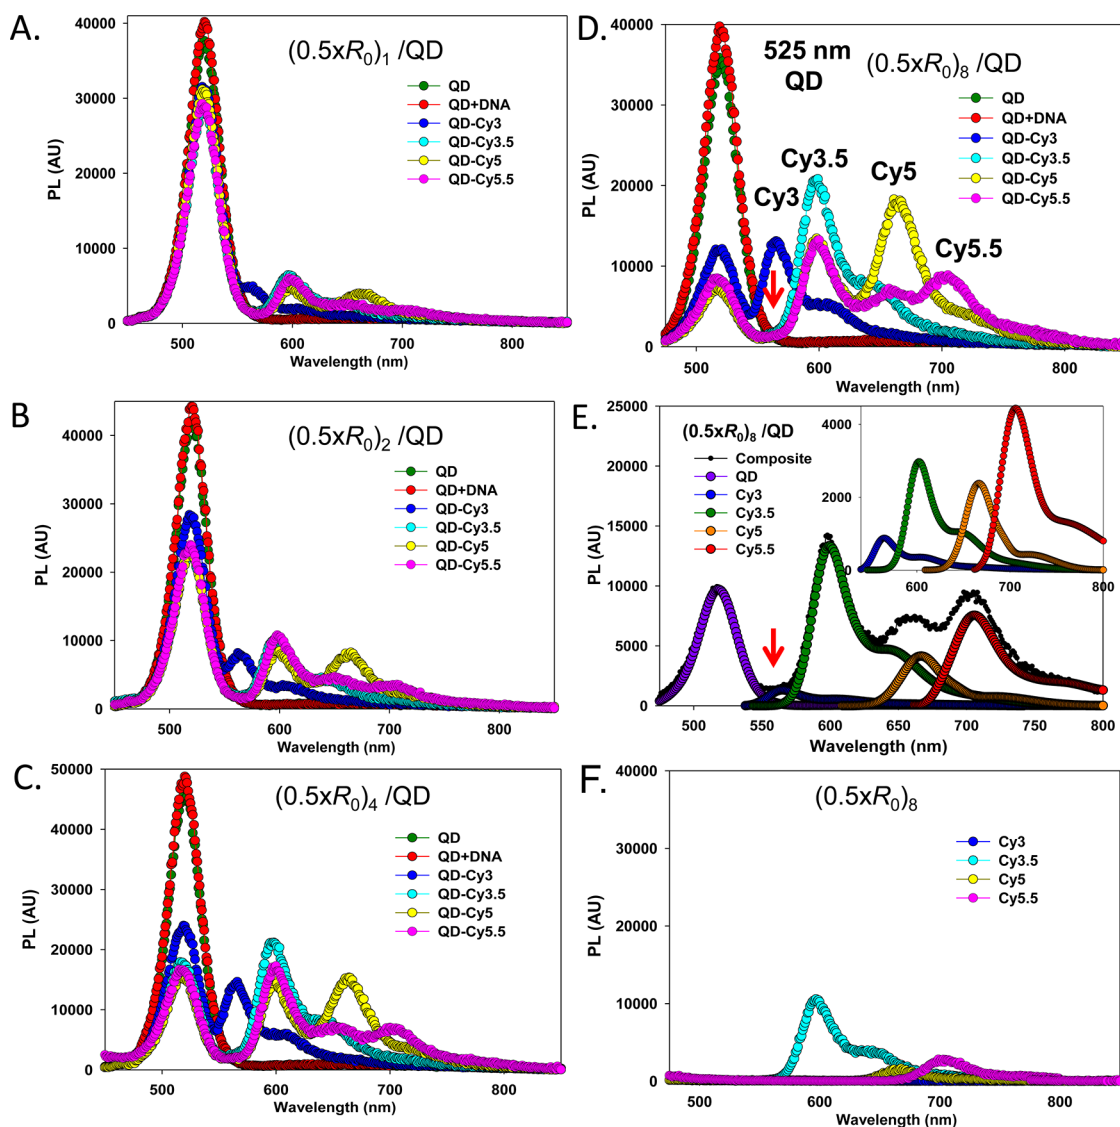 A.
(0.5xR0)1 /QD
QD
QD+DNA
QD-Cy3
QD-Cy3.5
QD-Cy5
QD-Cy5.5
PL (AU)
40000
30000
20000
10000
0
500
600
700
800
Wavelength (nm)
B
(0.5xR0)2 /QD
QD
QD+DNA
QD-Cy3
QD-Cy3.5
QD-Cy5
QD-Cy5.5
PL (AU)
40000
30000
20000
10000
0
500
600
700
800
Wavelength (nm)
C.
(0.5xR0)4 /QD
QD
QD+DNA
QD-Cy3
QD-Cy3.5
QD-Cy5
QD-Cy5.5
PL (AU)
50000
40000
30000
20000
10000
0
500
600
700
800
Wavelength (nm)
D.
525 nm
QD
(0.5xR0)8 /QD
QD
QD+DNA
QD-Cy3
QD-Cy3.5
QD-Cy5
QD-Cy5.5
Cy3
Cy3.5
Cy5
Cy5.5
PL (AU)
40000
30000
20000
10000
0
500
600
700
800
Wavelength (nm)
E.
(0.5xR0)8 /QD
Composite
QD
Cy3
Cy3.5
Cy5
Cy5.5
4000
2000
0
600
700
800
PL (AU)
25000
20000
15000
10000
5000
0
500
550
600
650
700
750
800
Wavelength (nm)
F.
(0.5xR0)8
Cy3
Cy3.5
Cy5
Cy5.5
PL (AU)
40000
30000
20000
10000
0
500
600
700
800
Wavelength (nm)